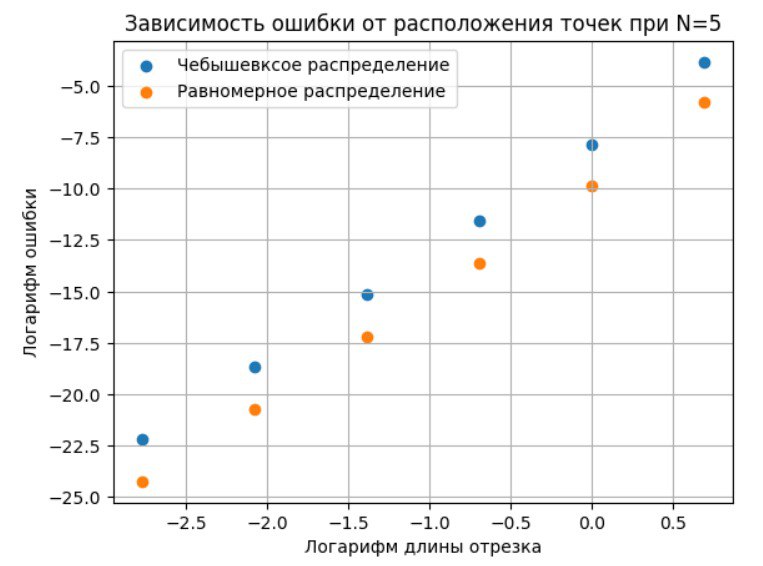 Зависимость ошибки от расположения точек при N=5
Чебышевксое распределение
Равномерное распределение
Логарифм ошибки
−5.0
−7.5
−10.0
−12.5
−15.0
−17.5
−20.0
−22.5
−25.0
−2.5 −2.0 −1.5 −1.0 −0.5 0.0 0.5
Логарифм длины отрезка